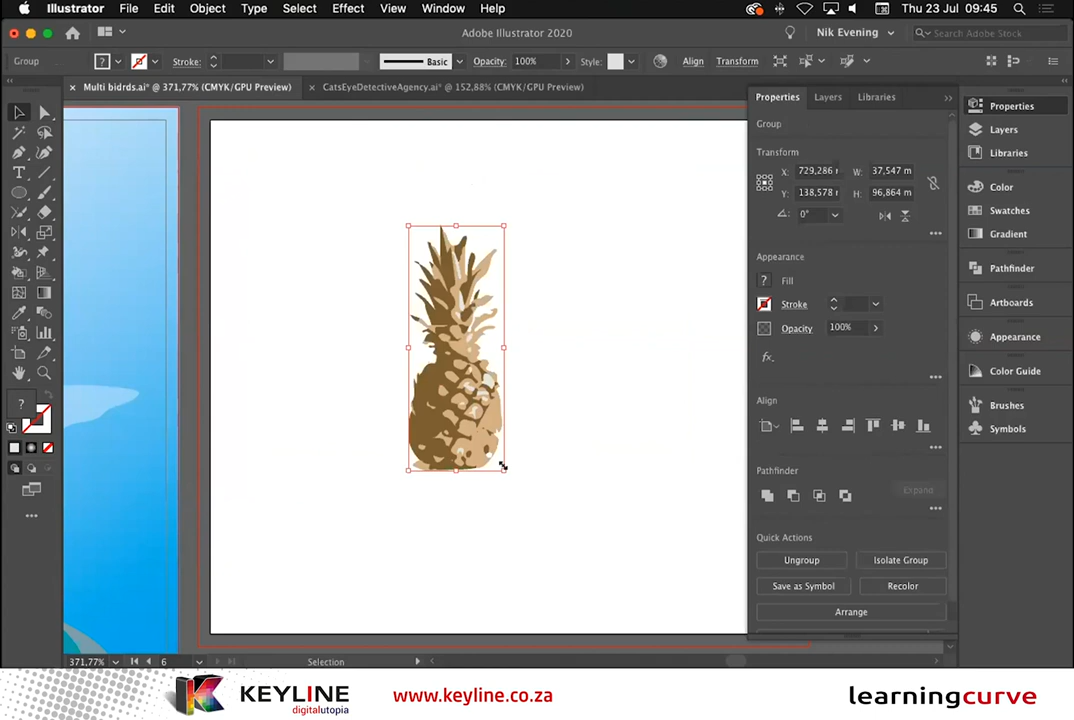 Illustrator File Edit Object Type Select Effect View Window Help Thu 23 Jul 09:45
Adobe Illustrator 2020 Nik Evening Search Adobe Stock
Group ? Stroke: Basic Opacity: 100% Style: Align Transform
× Multi bidrds.ai* @ 371,77% (CMYK/GPU Preview) × CatsEyeDetectiveAgency.ai* @ 152,88% (CMYK/GPU Preview)
Properties Layers Libraries
Group
Transform
X: 729,286 r W: 37,547 m
Y: 138,578 r H: 96,864 m
0°
Appearance
? Fill
Stroke
Opacity 100%
fx.
Align
Pathfinder
Expand
Quick Actions
Ungroup Isolate Group
Save as Symbol Recolor
Arrange
Properties
Layers
Libraries
Color
Swatches
Gradient
Pathfinder
Artboards
Appearance
Color Guide
Brushes
Symbols
?
371,77% 6 Selection
KEYLINE
digitalutopia
www.keyline.co.za
learningcurve